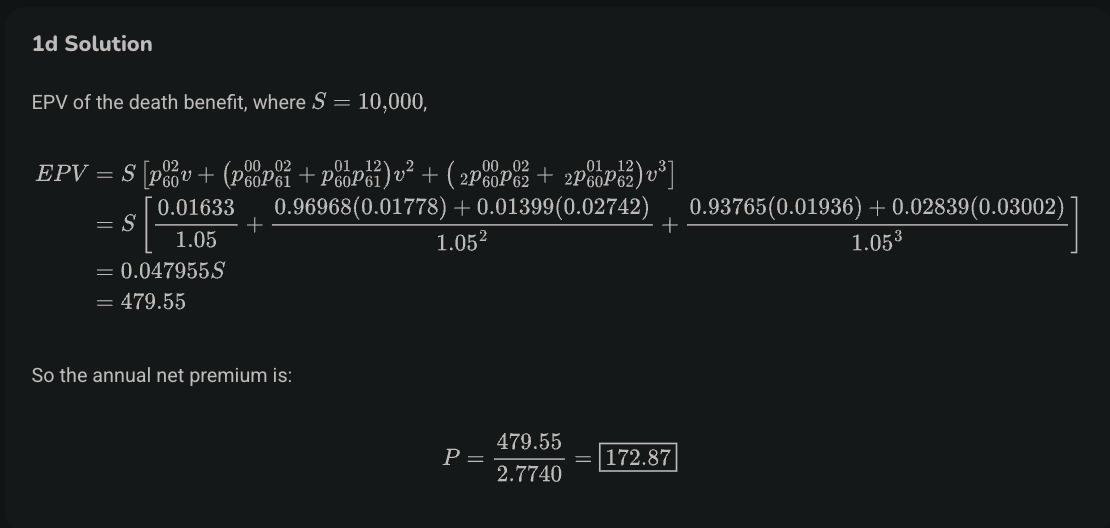 1d Solution
EPV of the death benefit, where $S = 10{,}000$,
$EPV = S\left[p_{60}^{02}v + \left(p_{60}^{00}p_{61}^{02} + p_{60}^{01}p_{61}^{12}\right)v^2 + \left({}_2p_{60}^{00}p_{62}^{02} + {}_2p_{60}^{01}p_{62}^{12}\right)v^3\right]$
$= S\left[\frac{0.01633}{1.05} + \frac{0.96968(0.01778) + 0.01399(0.02742)}{1.05^2} + \frac{0.93765(0.01936) + 0.02839(0.03002)}{1.05^3}\right]$
$= 0.047955S$
$= 479.55$
So the annual net premium is:
$P = \frac{479.55}{2.7740} = \boxed{172.87}$